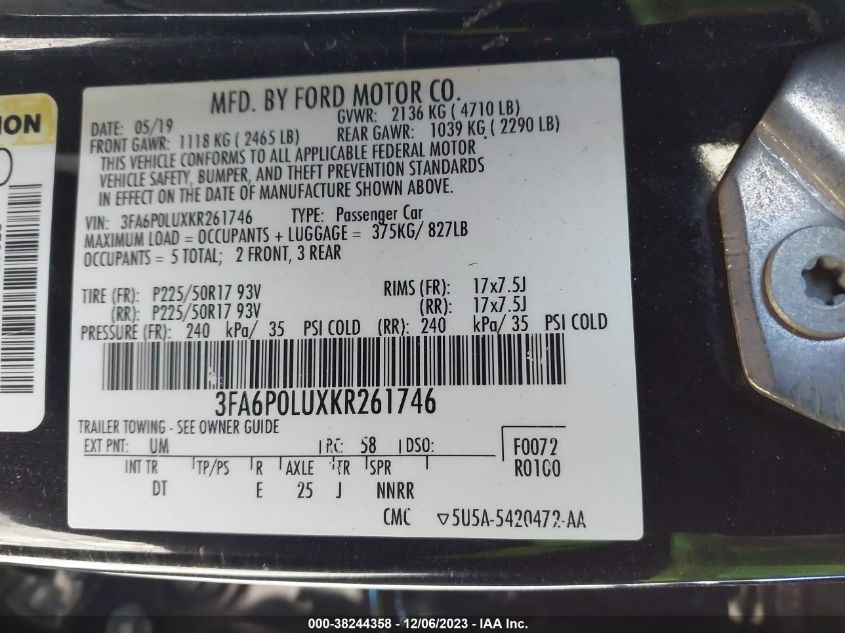 MFD. BY FORD MOTOR CO.
DATE: 05/19 GVWR: 2136 KG ( 4710 LB)
FRONT GAWR: 1118 KG ( 2465 LB) REAR GAWR: 1039 KG ( 2290 LB)
THIS VEHICLE CONFORMS TO ALL APPLICABLE FEDERAL MOTOR
VEHICLE SAFETY, BUMPER, AND THEFT PREVENTION STANDARDS
IN EFFECT ON THE DATE OF MANUFACTURE SHOWN ABOVE.
VIN: 3FA6P0LUXKR261746 TYPE: Passenger Car
MAXIMUM LOAD = OCCUPANTS + LUGGAGE = 375KG/ 827LB
OCCUPANTS = 5 TOTAL; 2 FRONT, 3 REAR
TIRE (FR): P225/50R17 93V RIMS (FR): 17x7.5J
(RR): P225/50R17 93V (RR): 17x7.5J
PRESSURE (FR): 240 kPa/ 35 PSI COLD (RR): 240 kPa/ 35 PSI COLD
3FA6P0LUXKR261746
TRAILER TOWING - SEE OWNER GUIDE
EXT PNT: UM RC: 58 DSO: F0072
INT TR TP/PS R AXLE TR SPR R0100
DT E 25 J NNRR
CMC ▽5U5A-5420472-AA
ION
000-38244358 - 12/06/2023 - IAA Inc.